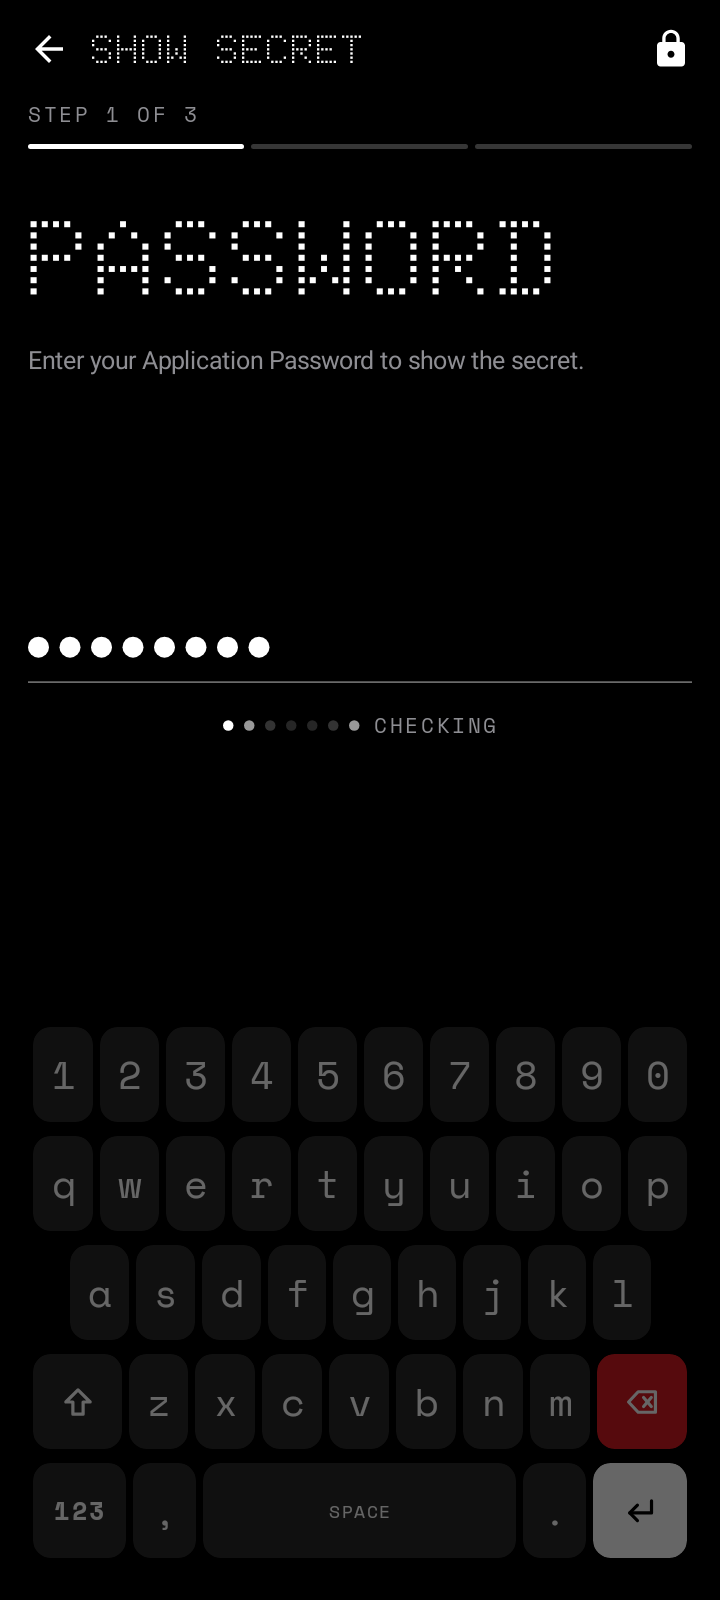 SHOW SECRET
STEP 1 OF 3
PASSWORD
Enter your Application Password to show the secret.
CHECKING
1 2 3 4 5 6 7 8 9 0
q w e r t y u i o p
a s d f g h j k l
z x c v b n m
123 , SPACE .